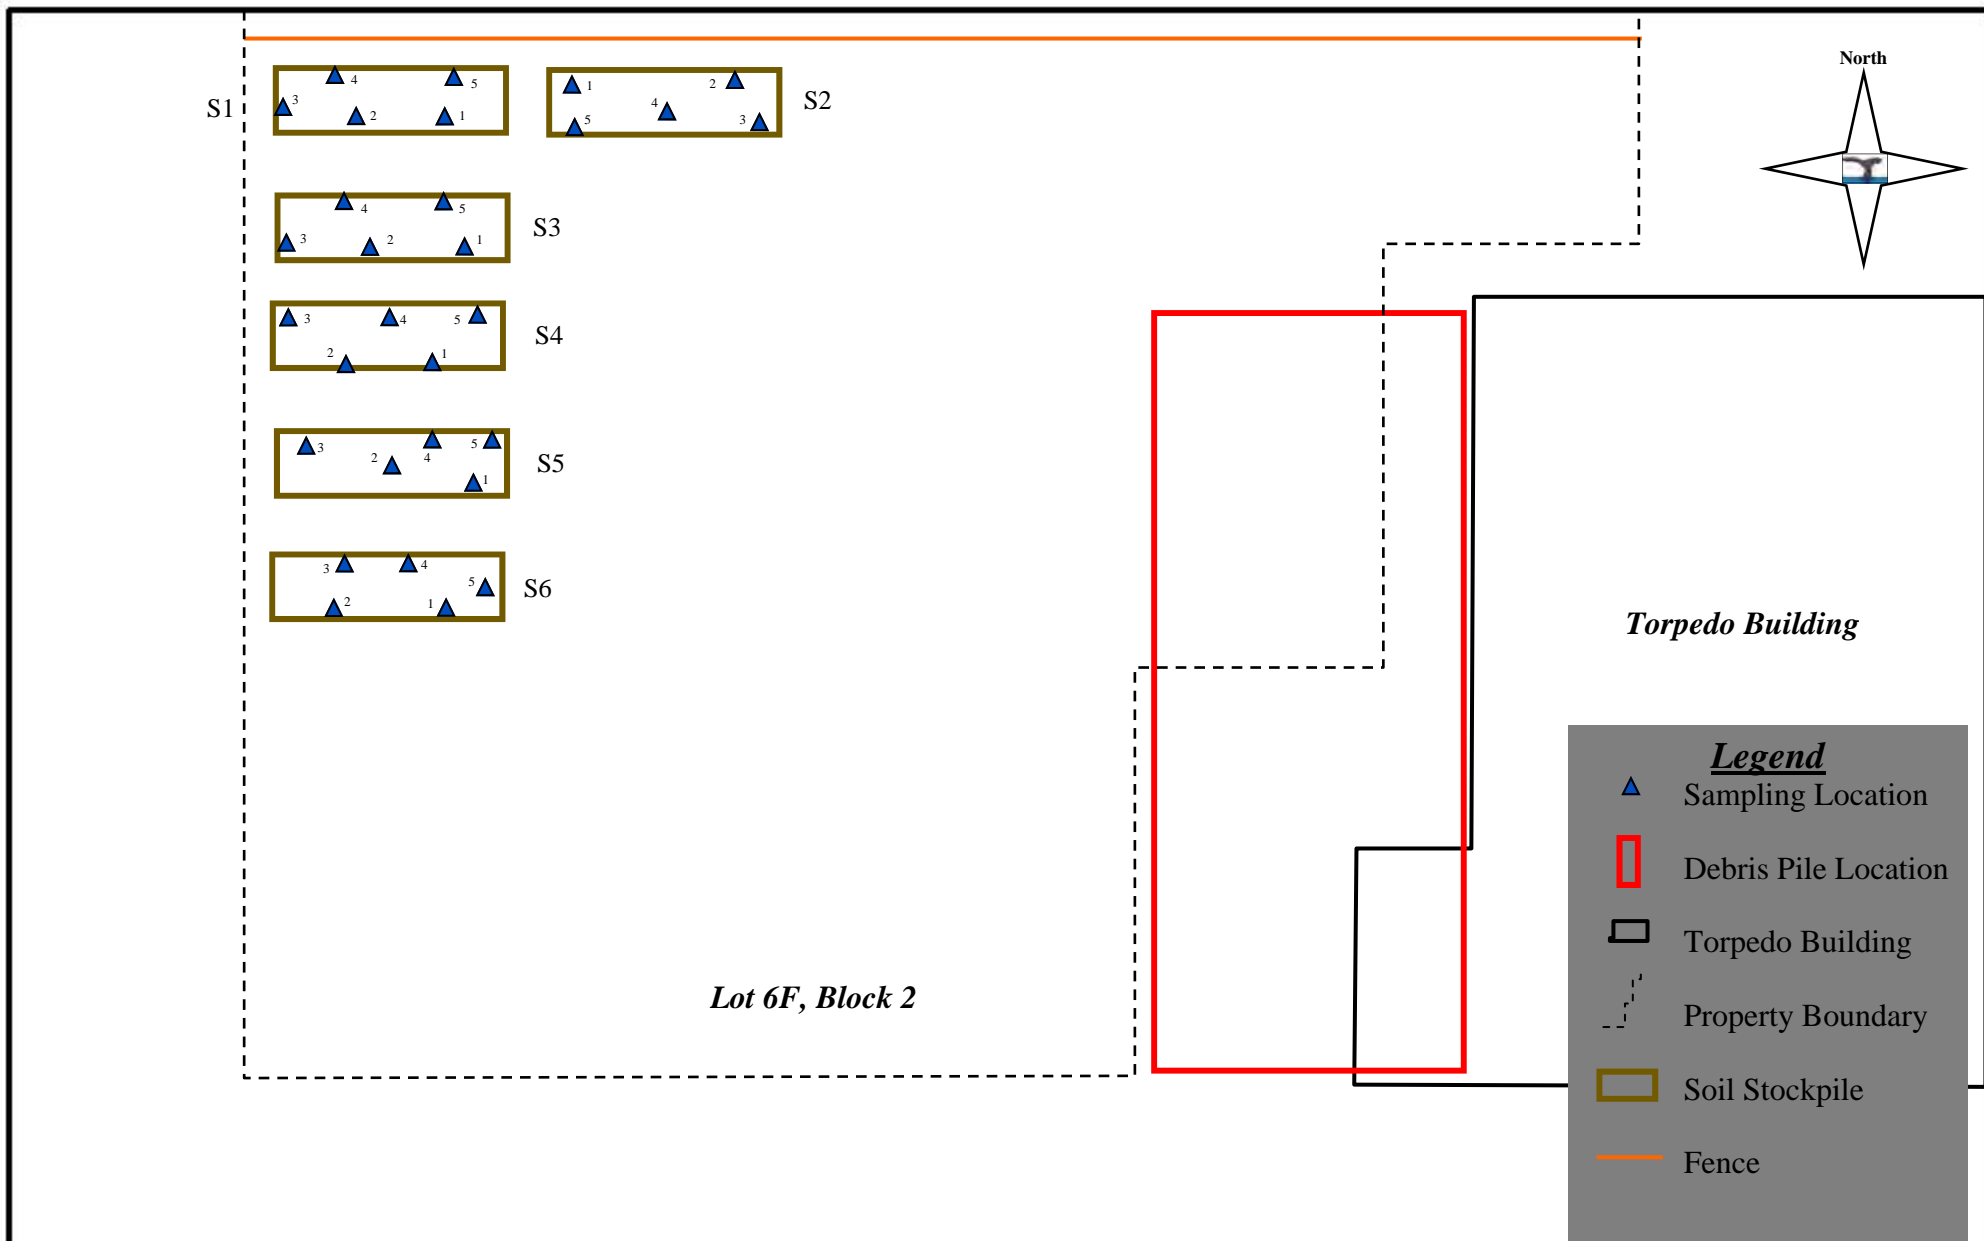 North
S1
4
5
3
2
1
1
2
4
5
3
S2
4
5
3
2
1
S3
3
4
5
2
1
S4
3
2
4
5
1
S5
3
4
5
2
1
S6
Torpedo Building
Lot 6F, Block 2
Legend
Sampling Location
Debris Pile Location
Torpedo Building
Property Boundary
Soil Stockpile
Fence